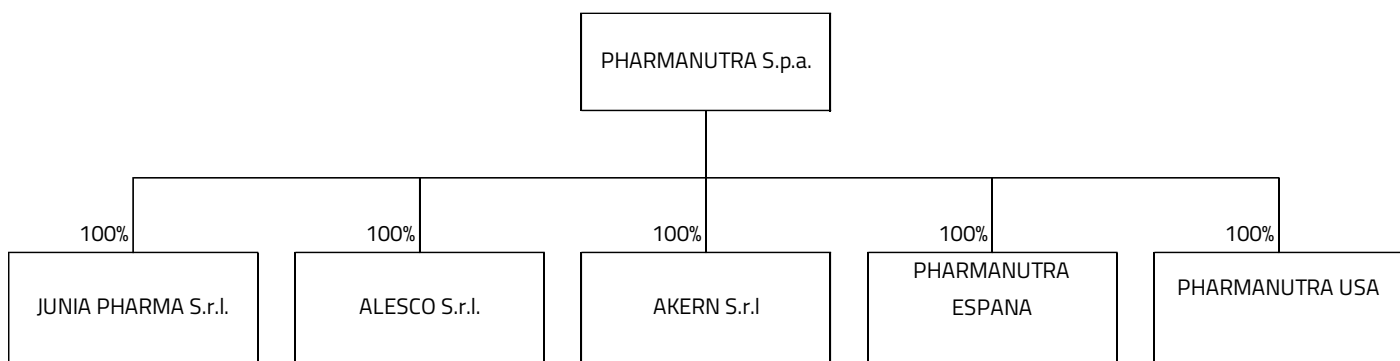 PHARMANUTRA S.p.a.
100%
100%
100%
100%
100%
JUNIA PHARMA S.r.l.
ALESCO S.r.l.
AKERN S.r.l
PHARMANUTRA
ESPANA
PHARMANUTRA USA